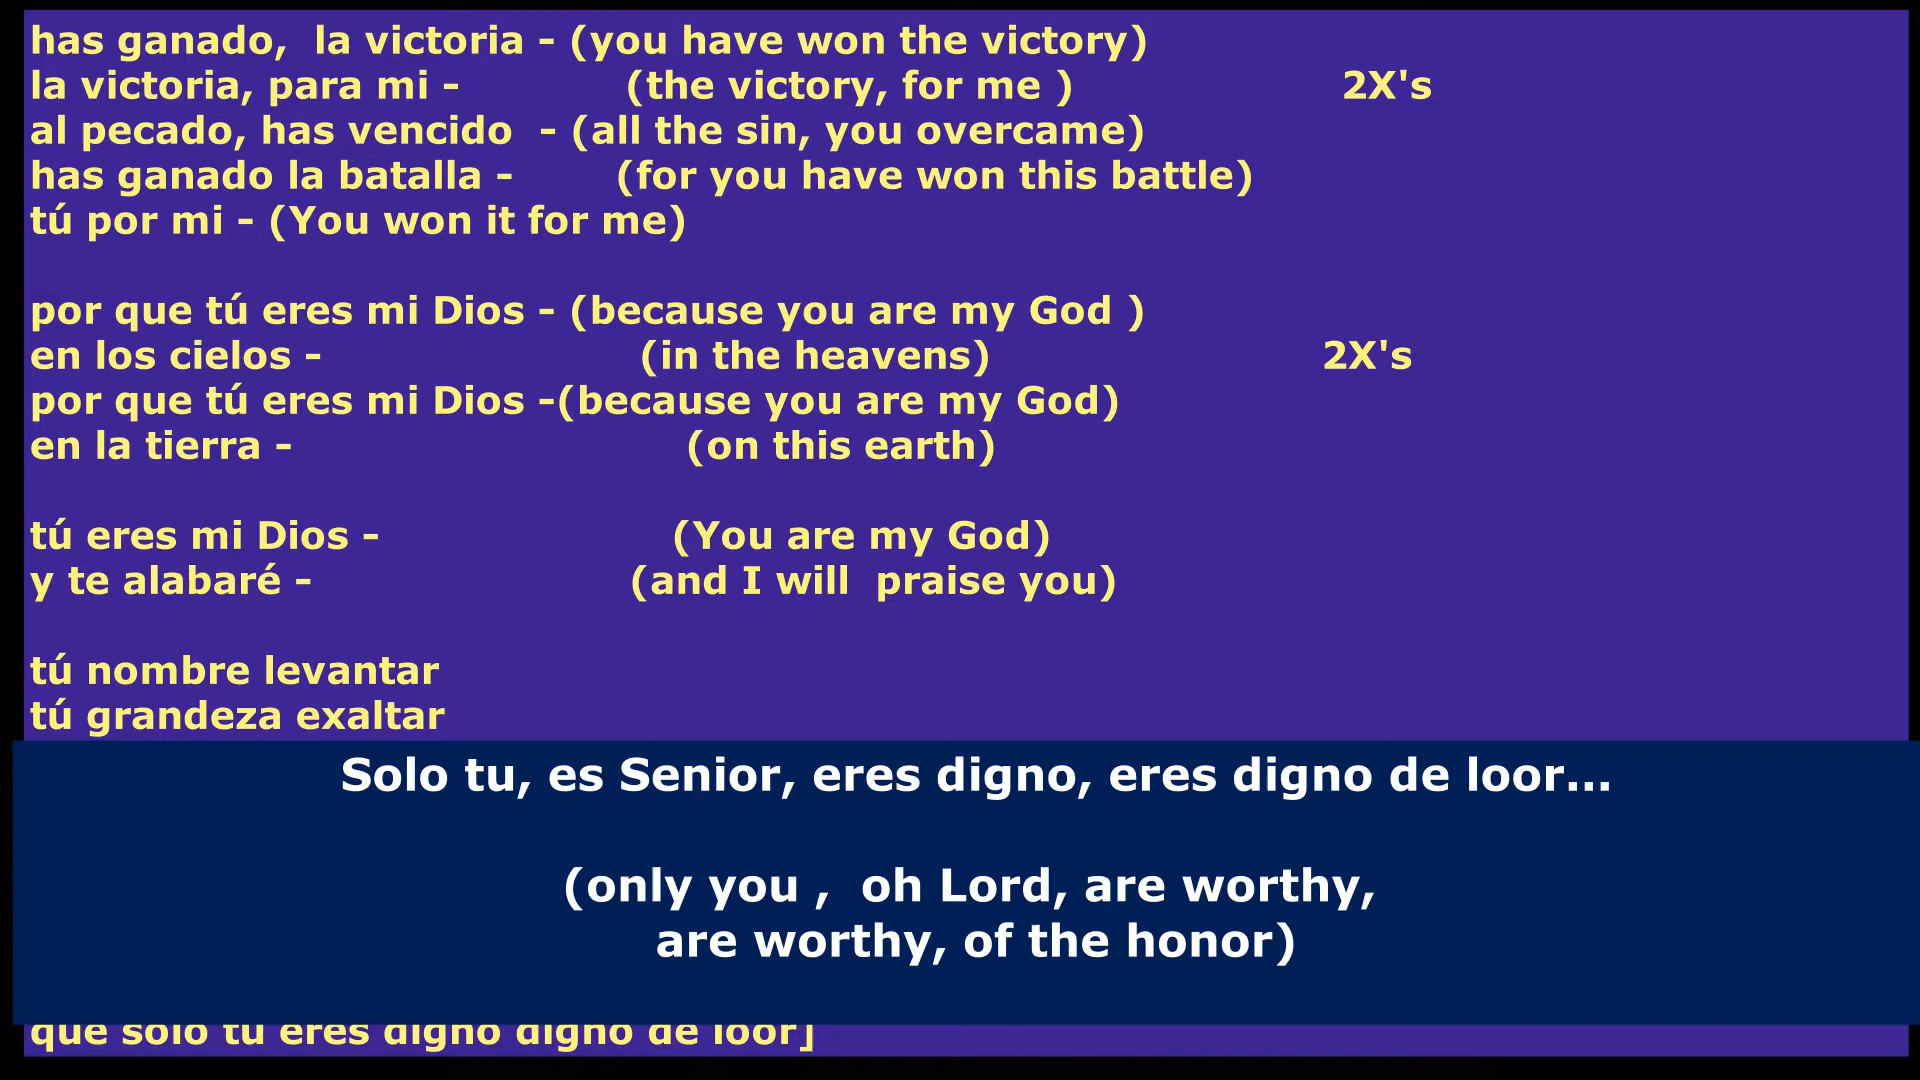 has ganado,  la victoria - (you have won the victory)
la victoria, para mi - (the victory, for me ) 2X's
al pecado, has vencido  - (all the sin, you overcame)
has ganado la batalla - (for you have won this battle)
tú por mi - (You won it for me)
por que tú eres mi Dios - (because you are my God )
en los cielos - (in the heavens) 2X's
por que tú eres mi Dios -(because you are my God)
en la tierra - (on this earth)
tú eres mi Dios - (You are my God)
y te alabaré - (and I will  praise you)
tú nombre levantar
tú grandeza exaltar
Solo tu, es Senior, eres digno, eres digno de loor...
(only you ,  oh Lord, are worthy,
are worthy, of the honor)
que solo tu eres digno digno de loor]